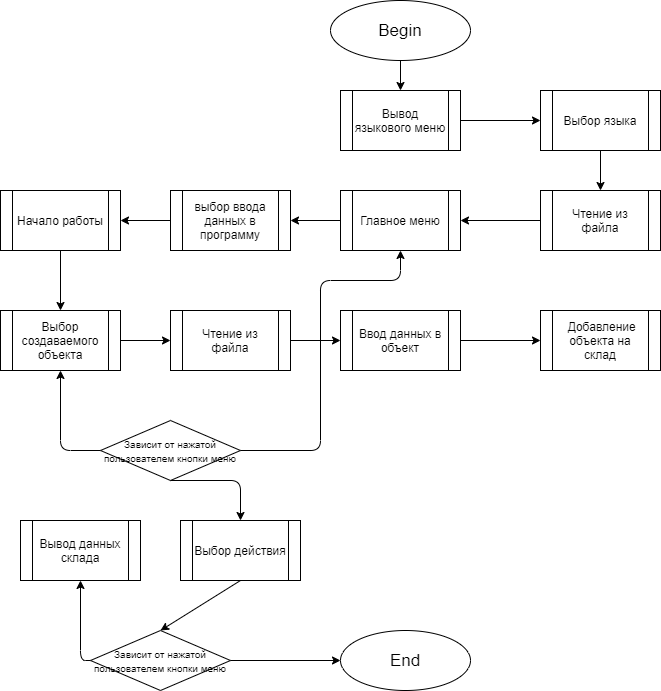 Begin
Вывод
языкового меню
Выбор языка
Начало работы
выбор ввода
данных в
программу
Главное меню
Чтение из
файла
Выбор
создаваемого
объекта
Чтение из
файла
Ввод данных в
объект
Добавление
объекта на
склад
Зависит от нажатой
пользователем кнопки меню
Вывод данных
склада
Выбор действия
Зависит от нажатой
пользователем кнопки меню
End